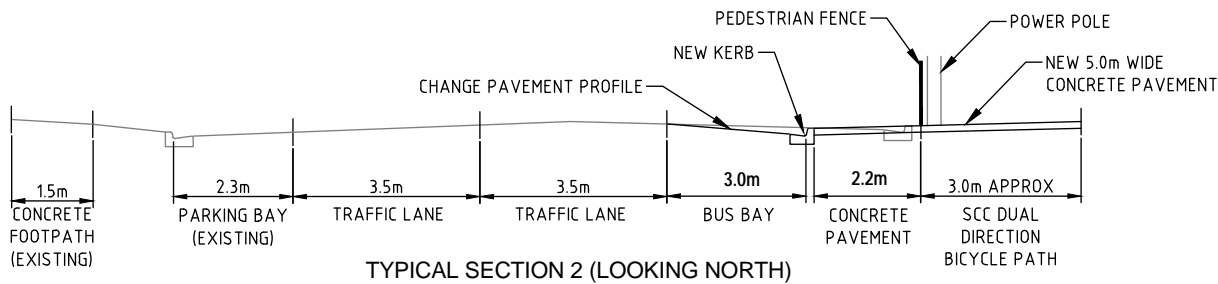 PEDESTRIAN FENCE
POWER POLE
NEW KERB
NEW 5.0m WIDE
CONCRETE PAVEMENT
CHANGE PAVEMENT PROFILE
1.5m
2.3m
3.5m
3.5m
3.0m
2.2m
3.0m APPROX
CONCRETE
FOOTPATH
(EXISTING)
PARKING BAY
(EXISTING)
TRAFFIC LANE
TRAFFIC LANE
BUS BAY
CONCRETE
PAVEMENT
SCC DUAL
DIRECTION
BICYCLE PATH
TYPICAL SECTION 2 (LOOKING NORTH)